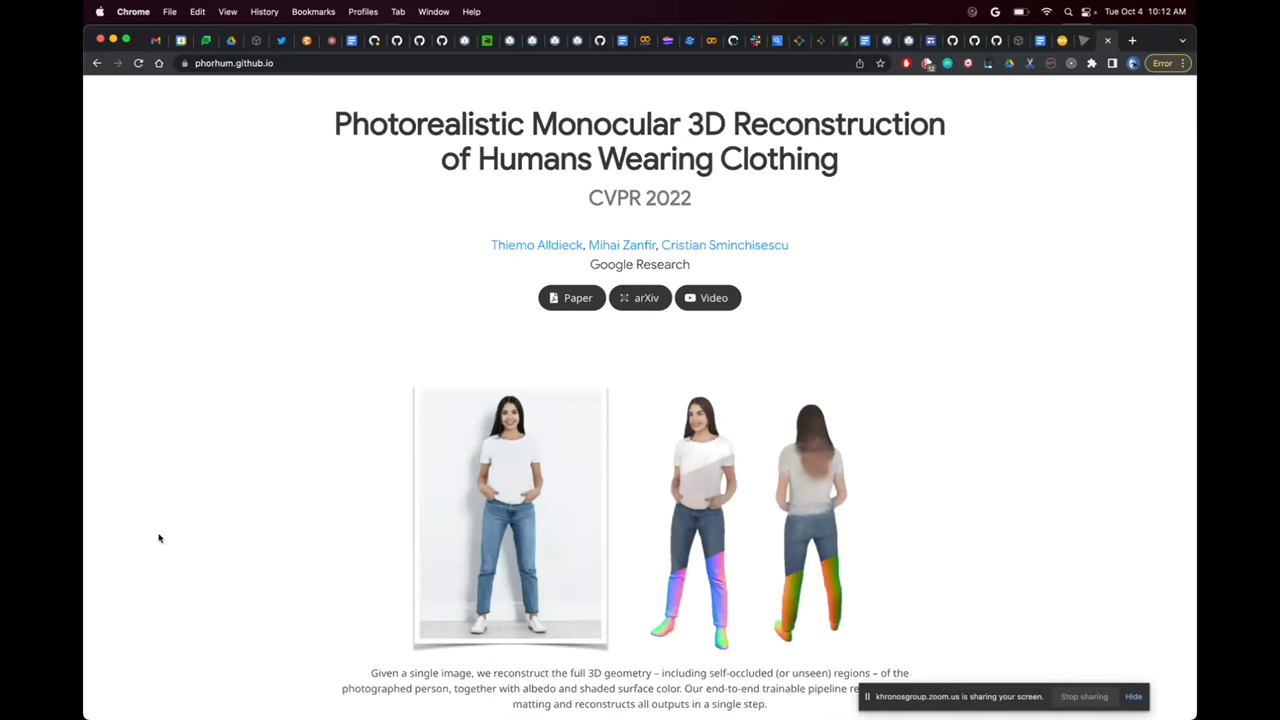 Chrome File Edit View History Bookmarks Profiles Tab Window Help
Tue Oct 4 10:12 AM
phorhum.github.io
12
Error
Photorealistic Monocular 3D Reconstruction
of Humans Wearing Clothing
CVPR 2022
Thiemo Alldieck, Mihai Zanfir, Cristian Sminchisescu
Google Research
Paper arXiv Video
Given a single image, we reconstruct the full 3D geometry – including self-occluded (or unseen) regions – of the
photographed person, together with albedo and shaded surface color. Our end-to-end trainable pipeline
matting and reconstructs all outputs in a single step.
khronosgroup.zoom.us is sharing your screen. Stop sharing Hide